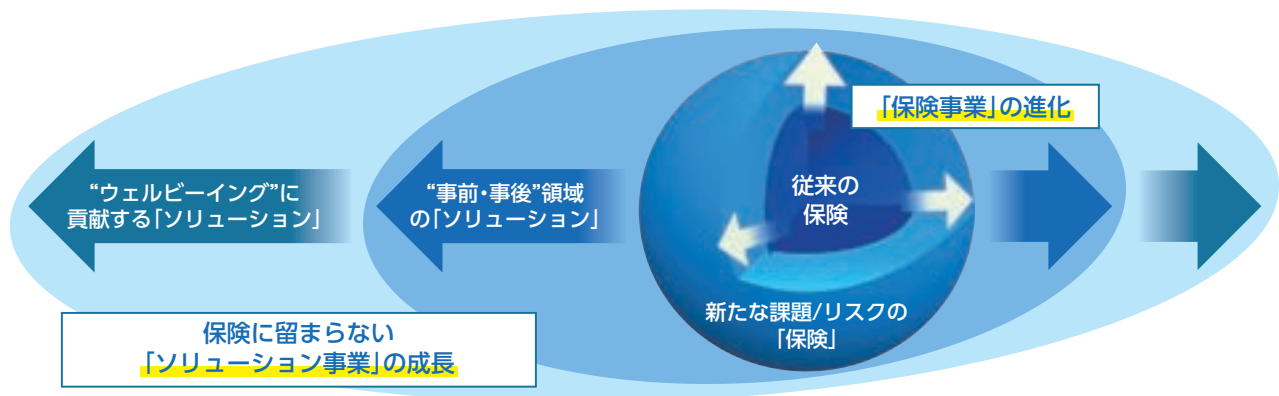 「保険事業」の進化
“ウェルビーイング”に
貢献する「ソリューション」
“事前・事後”領域
の「ソリューション」
従来の
保険
新たな課題/リスクの
「保険」
保険に留まらない
「ソリューション事業」の成長